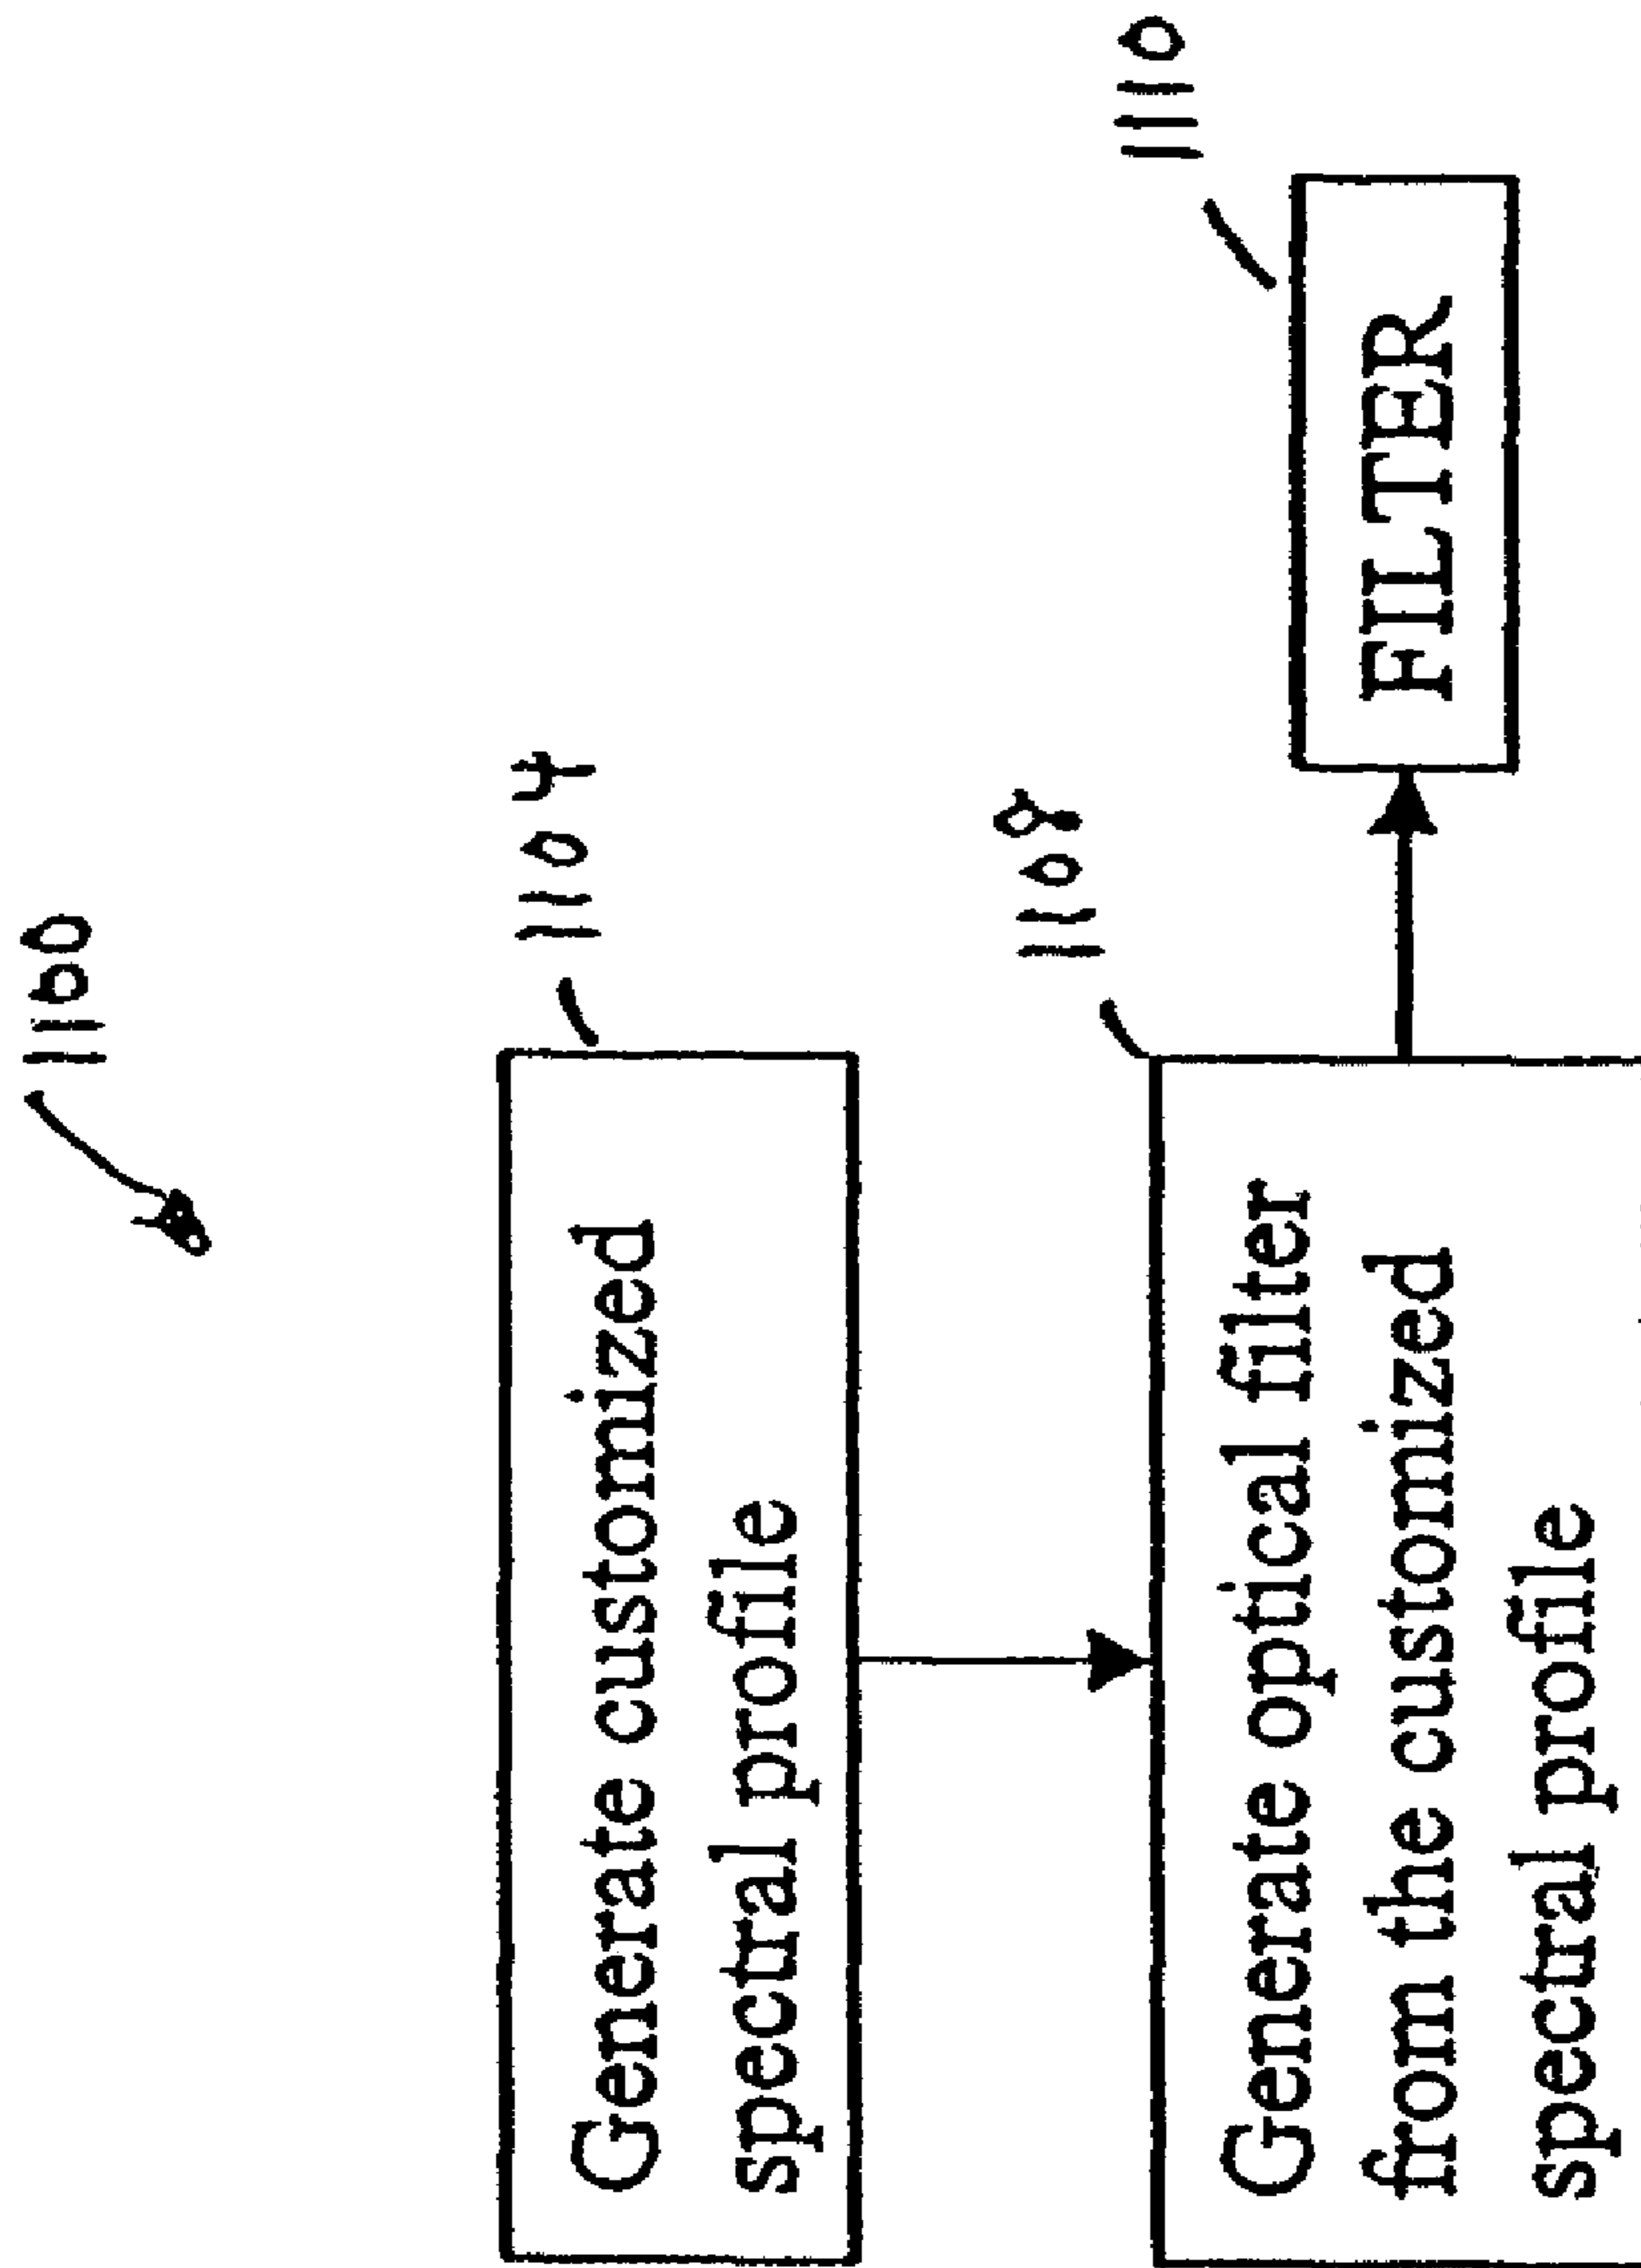 1100
1104
Generate customized
spectral profile
1108
Generate optical filter
from the customized
spectral profile
1110
FILTER